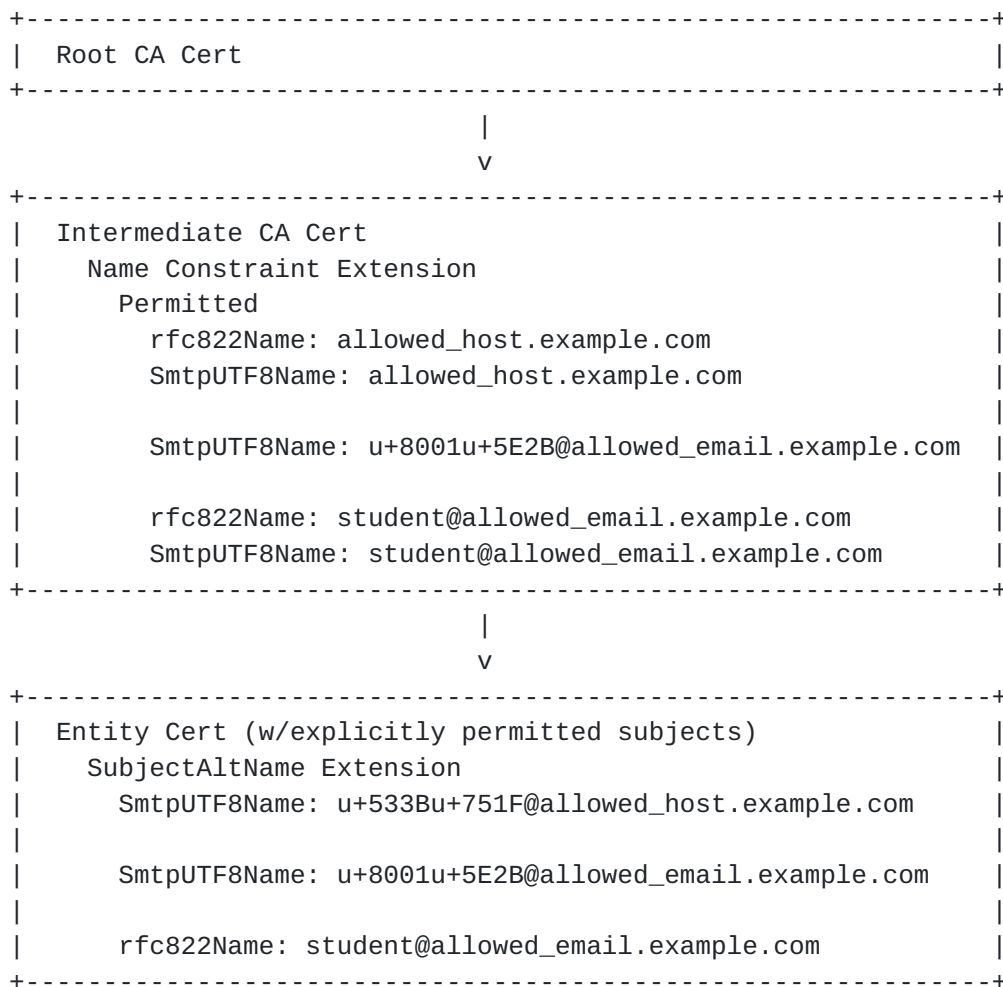 +---------------------------------------------------------------+
|  Root CA Cert                                                 |
+---------------------------------------------------------------+
                              |
                              v
+---------------------------------------------------------------+
|  Intermediate CA Cert                                         |
|    Name Constraint Extension                                  |
|      Permitted                                                |
|        rfc822Name: allowed_host.example.com                   |
|        SmtpUTF8Name: allowed_host.example.com                 |
|                                                               |
|        SmtpUTF8Name: u+8001u+5E2B@allowed_email.example.com   |
|                                                               |
|        rfc822Name: student@allowed_email.example.com          |
|        SmtpUTF8Name: student@allowed_email.example.com        |
+---------------------------------------------------------------+
                              |
                              v
+---------------------------------------------------------------+
|  Entity Cert (w/explicitly permitted subjects)                |
|    SubjectAltName Extension                                   |
|      SmtpUTF8Name: u+533Bu+751F@allowed_host.example.com      |
|                                                               |
|      SmtpUTF8Name: u+8001u+5E2B@allowed_email.example.com     |
|                                                               |
|      rfc822Name: student@allowed_email.example.com            |
+---------------------------------------------------------------+